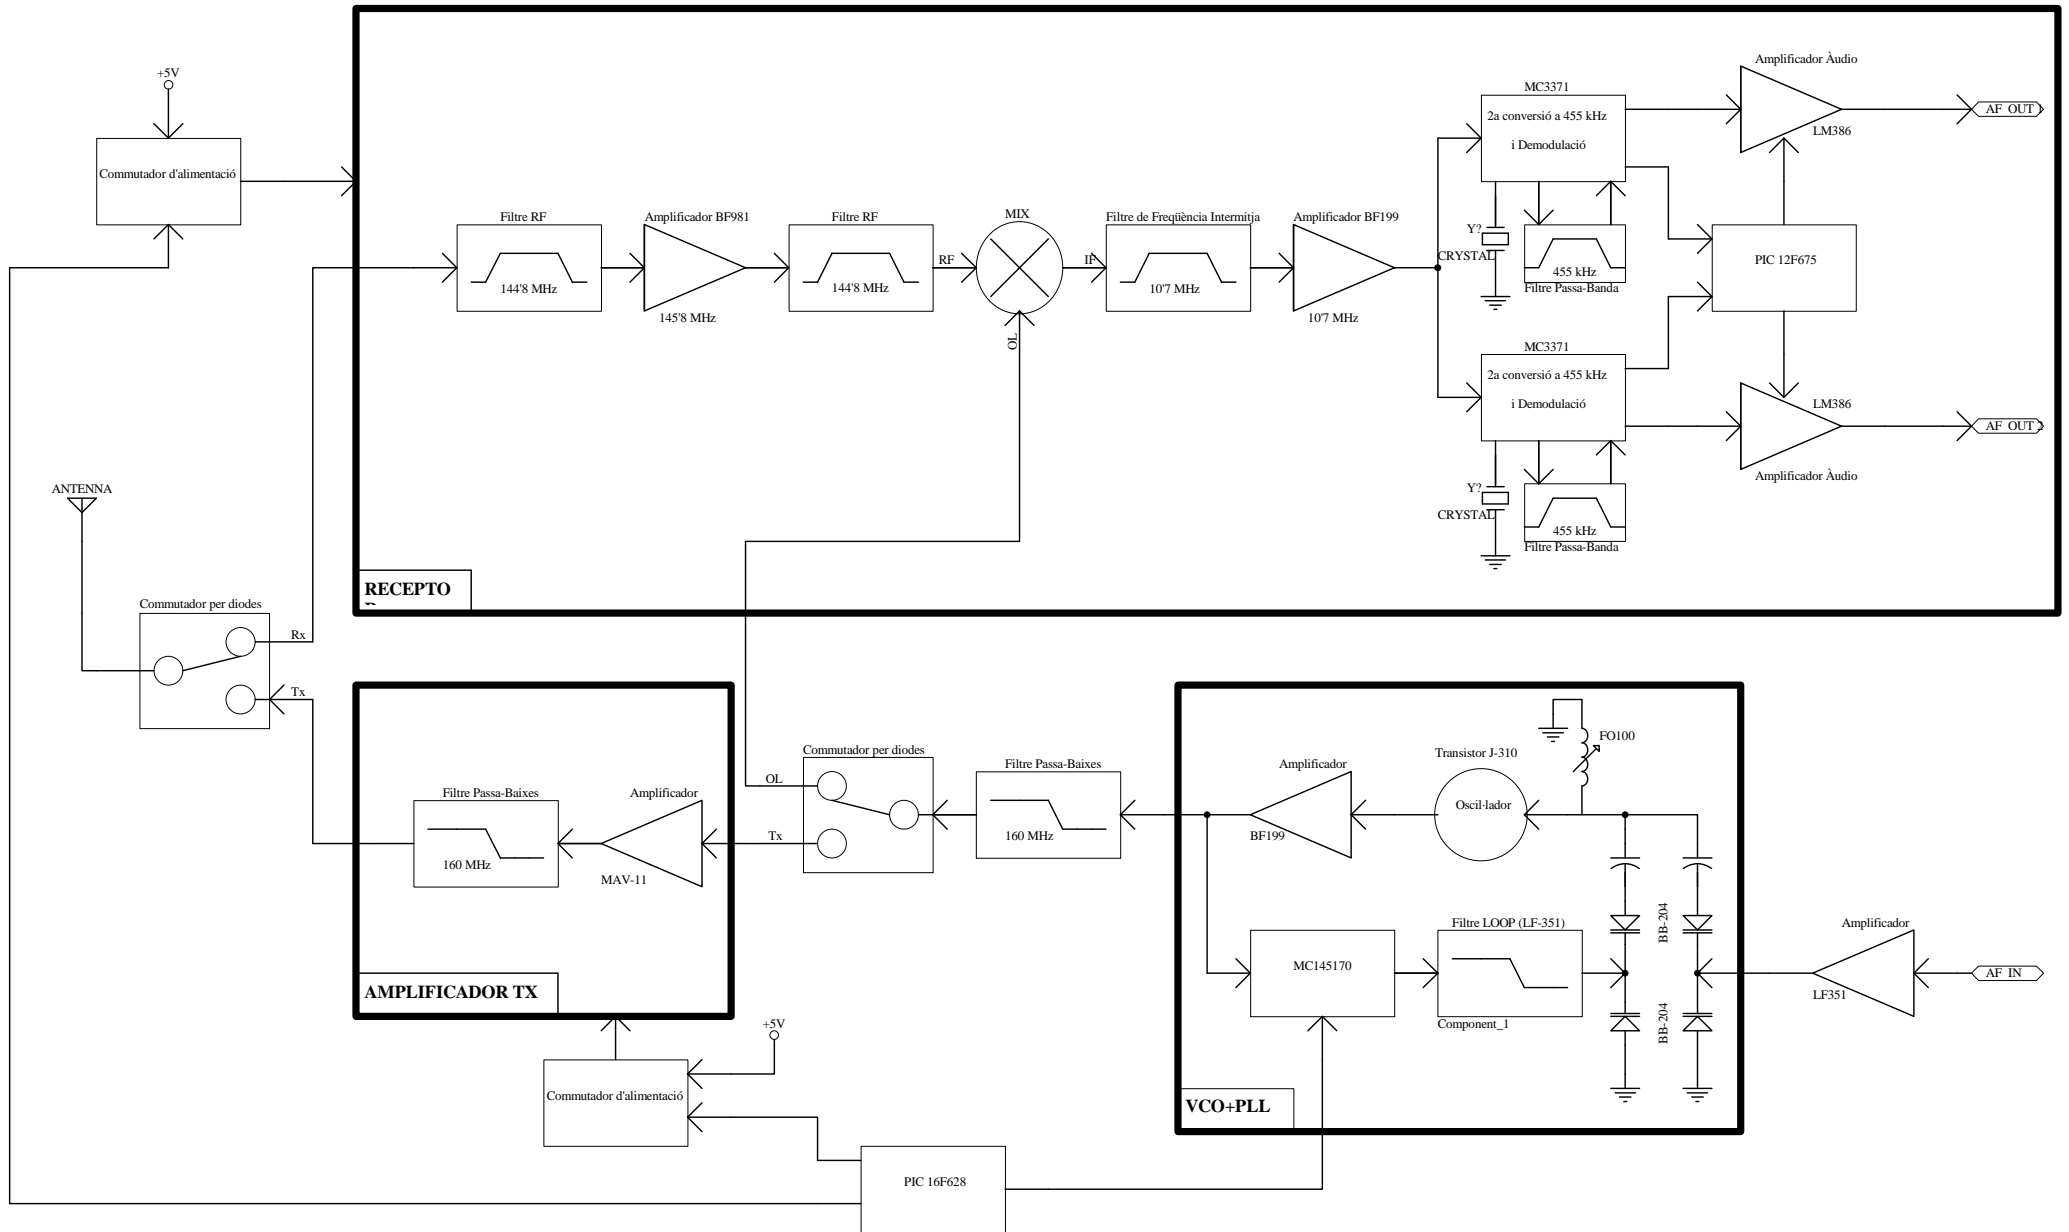 +5V
Commutador d'alimentació
Filtre RF
144'8 MHz
Amplificador BF981
145'8 MHz
Filtre RF
144'8 MHz
RF
MIX
OL
IF
Filtre de Freqüència Intermitja
10'7 MHz
Amplificador BF199
10'7 MHz
MC3371
2a conversió a 455 kHz
i Demodulació
Y?
CRYSTAL
455 kHz
Filtre Passa-Banda
Amplificador Àudio
LM386
AF OUT 1
PIC 12F675
MC3371
2a conversió a 455 kHz
i Demodulació
Y?
CRYSTAL
455 kHz
Filtre Passa-Banda
LM386
Amplificador Àudio
AF OUT 2
RECEPTO
ANTENNA
Commutador per diodes
Rx
Tx
Filtre Passa-Baixes
160 MHz
Amplificador
MAV-11
AMPLIFICADOR TX
Commutador per diodes
OL
Tx
Filtre Passa-Baixes
160 MHz
Amplificador
BF199
Transistor J-310
Oscil·lador
FO100
MC145170
Filtre LOOP (LF-351)
Component_1
BB-204
BB-204
VCO+PLL
Amplificador
LF351
AF IN
+5V
Commutador d'alimentació
PIC 16F628